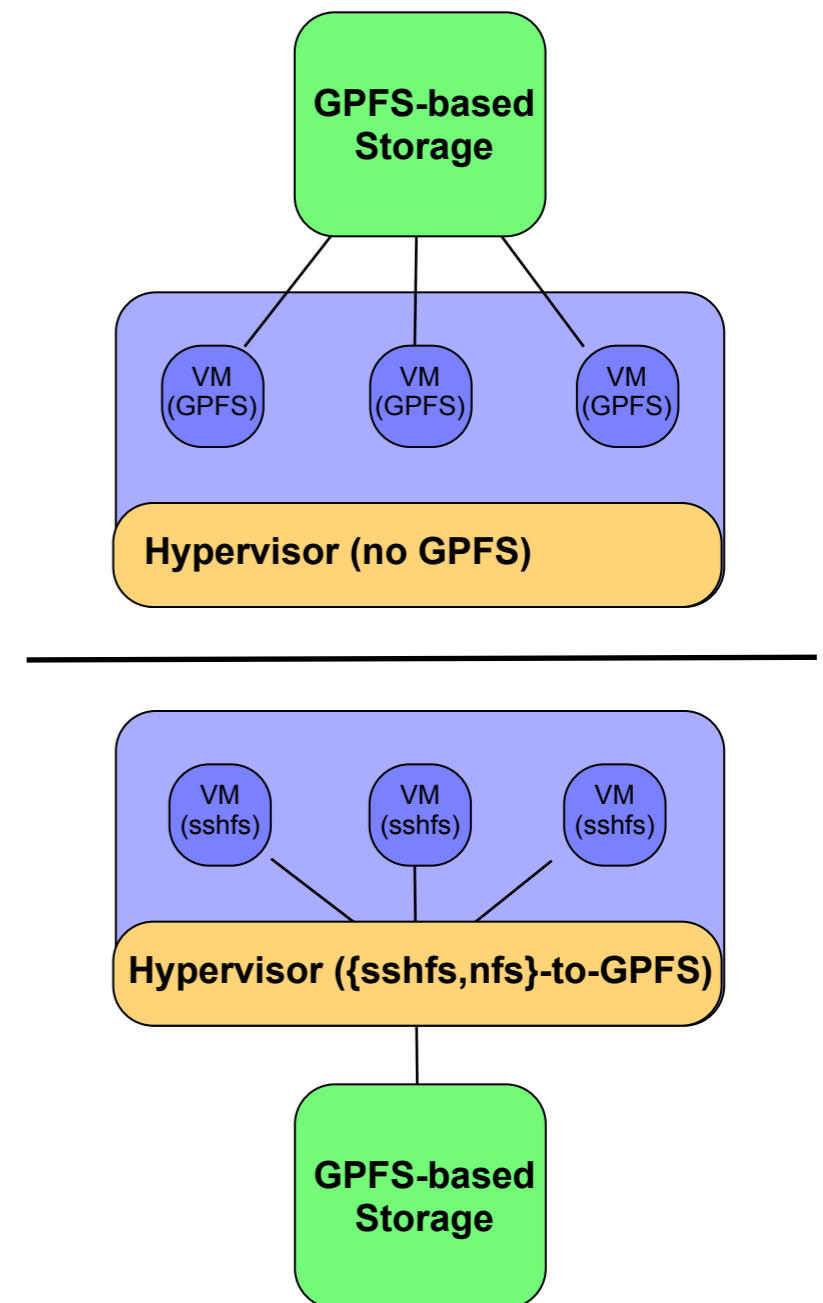 GPFS-based
Storage
VM
(GPFS)
VM
(GPFS)
VM
(GPFS)
Hypervisor (no GPFS)
VM
(sshfs)
VM
(sshfs)
VM
(sshfs)
Hypervisor ({sshfs,nfs}-to-GPFS)
GPFS-based
Storage